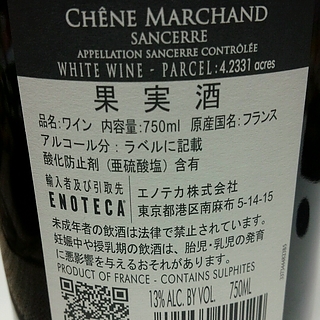 CHÊNE MARCHAND
SANCERRE
APPELLATION SANCERRE CONTRÔLÉE
WHITE WINE - PARCEL: 4.2331 acres
果実酒
品名:ワイン 内容量:750ml 原産国名:フランス
アルコール分:ラベルに記載
酸化防止剤(亜硫酸塩)含有
輸入者及び引取先
ENOTECA
エノテカ株式会社
東京都港区南麻布 5-14-15
未成年者の飲酒は法律で禁止されています。
妊娠中や授乳期の飲酒は、胎児・乳児の発育
に悪影響を与えるおそれがあります。
PRODUCT OF FRANCE - CONTAINS SULPHITES
13% ALC. BY VOL. 750ML